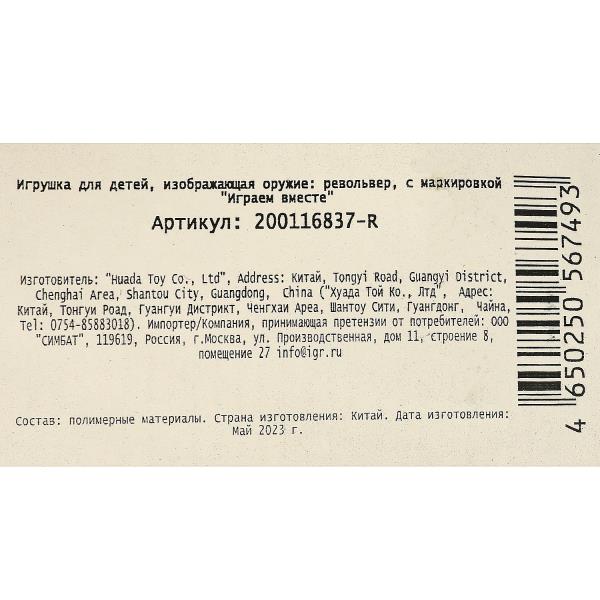 Игрушка для детей, изображающая оружие: револьвер, с маркировкой
"Играем вместе"
Артикул: 200116837-R
Изготовитель: "Huada Toy Co., Ltd", Address: Китай, Tongyi Road, Guangyi District,
Chenghai Area, Shantou City, Guangdong, China ("Хуада Той Ко., Лтд", Адрес:
Китай, Тонгуи Роад, Гуангуи Дистрикт, Ченгхаи Ареа, Шантоу Сити, Гуангдонг, Чайна,
Tel: 0754-85883018). Импортер/Компания, принимающая претензии от потребителей: ООО
"СИМБАТ", 119619, Россия, г.Москва, ул. Производственная, дом 11, строение 8,
помещение 27 info@igr.ru
Состав: полимерные материалы. Страна изготовления: Китай. Дата изготовления:
Май 2023 г.
4 650250 567493